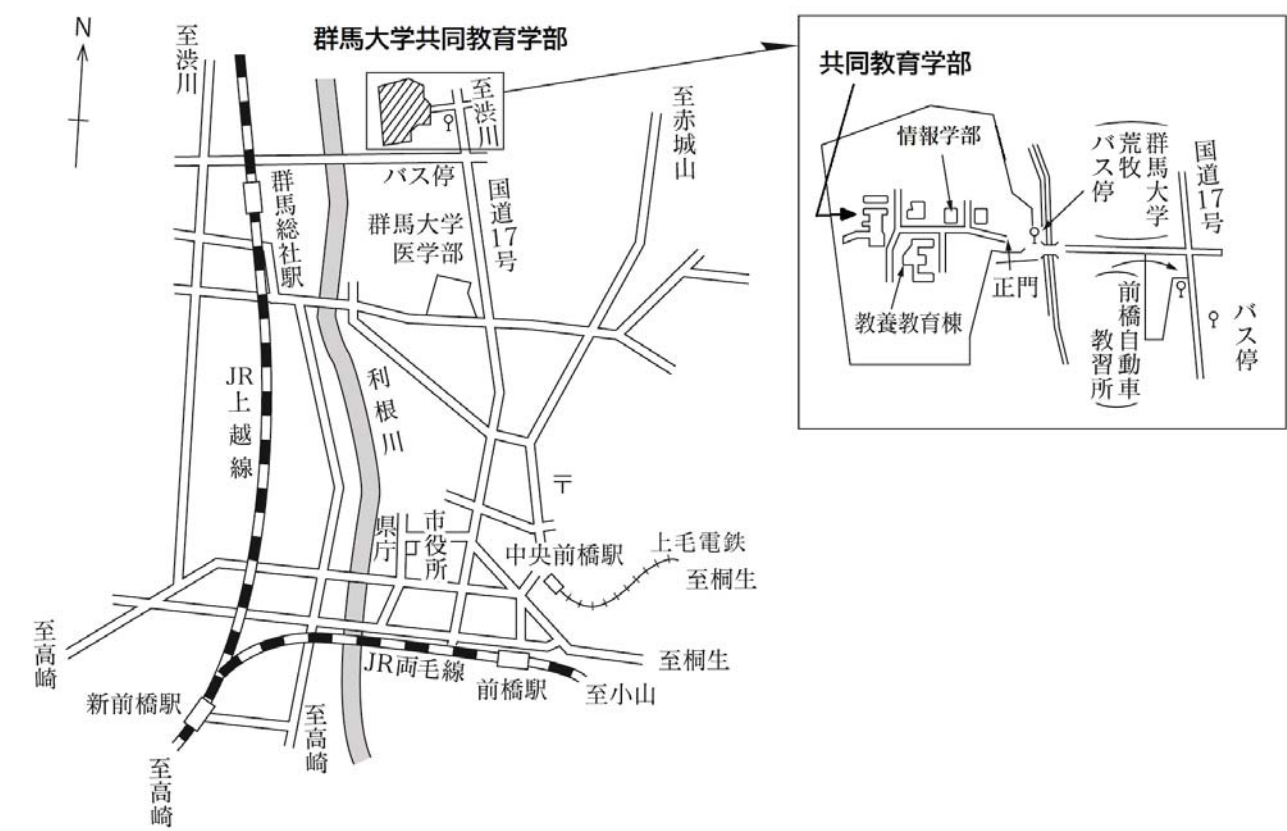 N
至渋川
群馬大学共同教育学部
至渋川
バス停
国道17号
至赤城山
群馬総社駅
群馬大学
医学部
JR上越線
利根川
〒
県庁
市役所
中央前橋駅
上毛電鉄
至桐生
至高崎
JR両毛線
前橋駅
至桐生
至小山
新前橋駅
至高崎
至高崎
共同教育学部
情報学部
教養教育棟
正門
(群馬大学
荒牧)
バス停
国道17号
(前橋自動車
教習所)
バス停